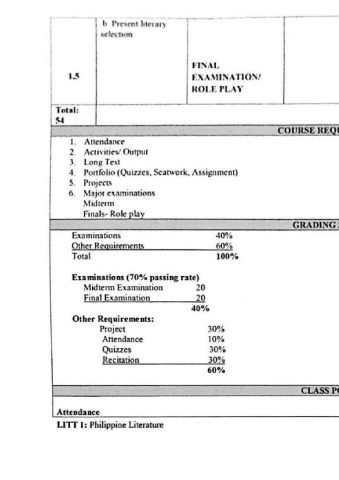 b. Present literary
selection
1.5
FINAL
EXAMINATION/
ROLE PLAY
Total:
54
COURSE REQU
1. Attendance
2. Activities/ Output
3. Long Test
4. Portfolio (Quizzes, Seatwork, Assignment)
5. Projects
6. Major examinations
Midterm
Finals- Role play
GRADING
Examinations 40%
Other Requirements 60%
Total 100%
Examinations (70% passing rate)
Midterm Examination 20
Final Examination 20
40%
Other Requirements:
Project 30%
Attendance 10%
Quizzes 30%
Recitation 30%
60%
CLASS PO
Attendance
LITT 1: Philippine Literature